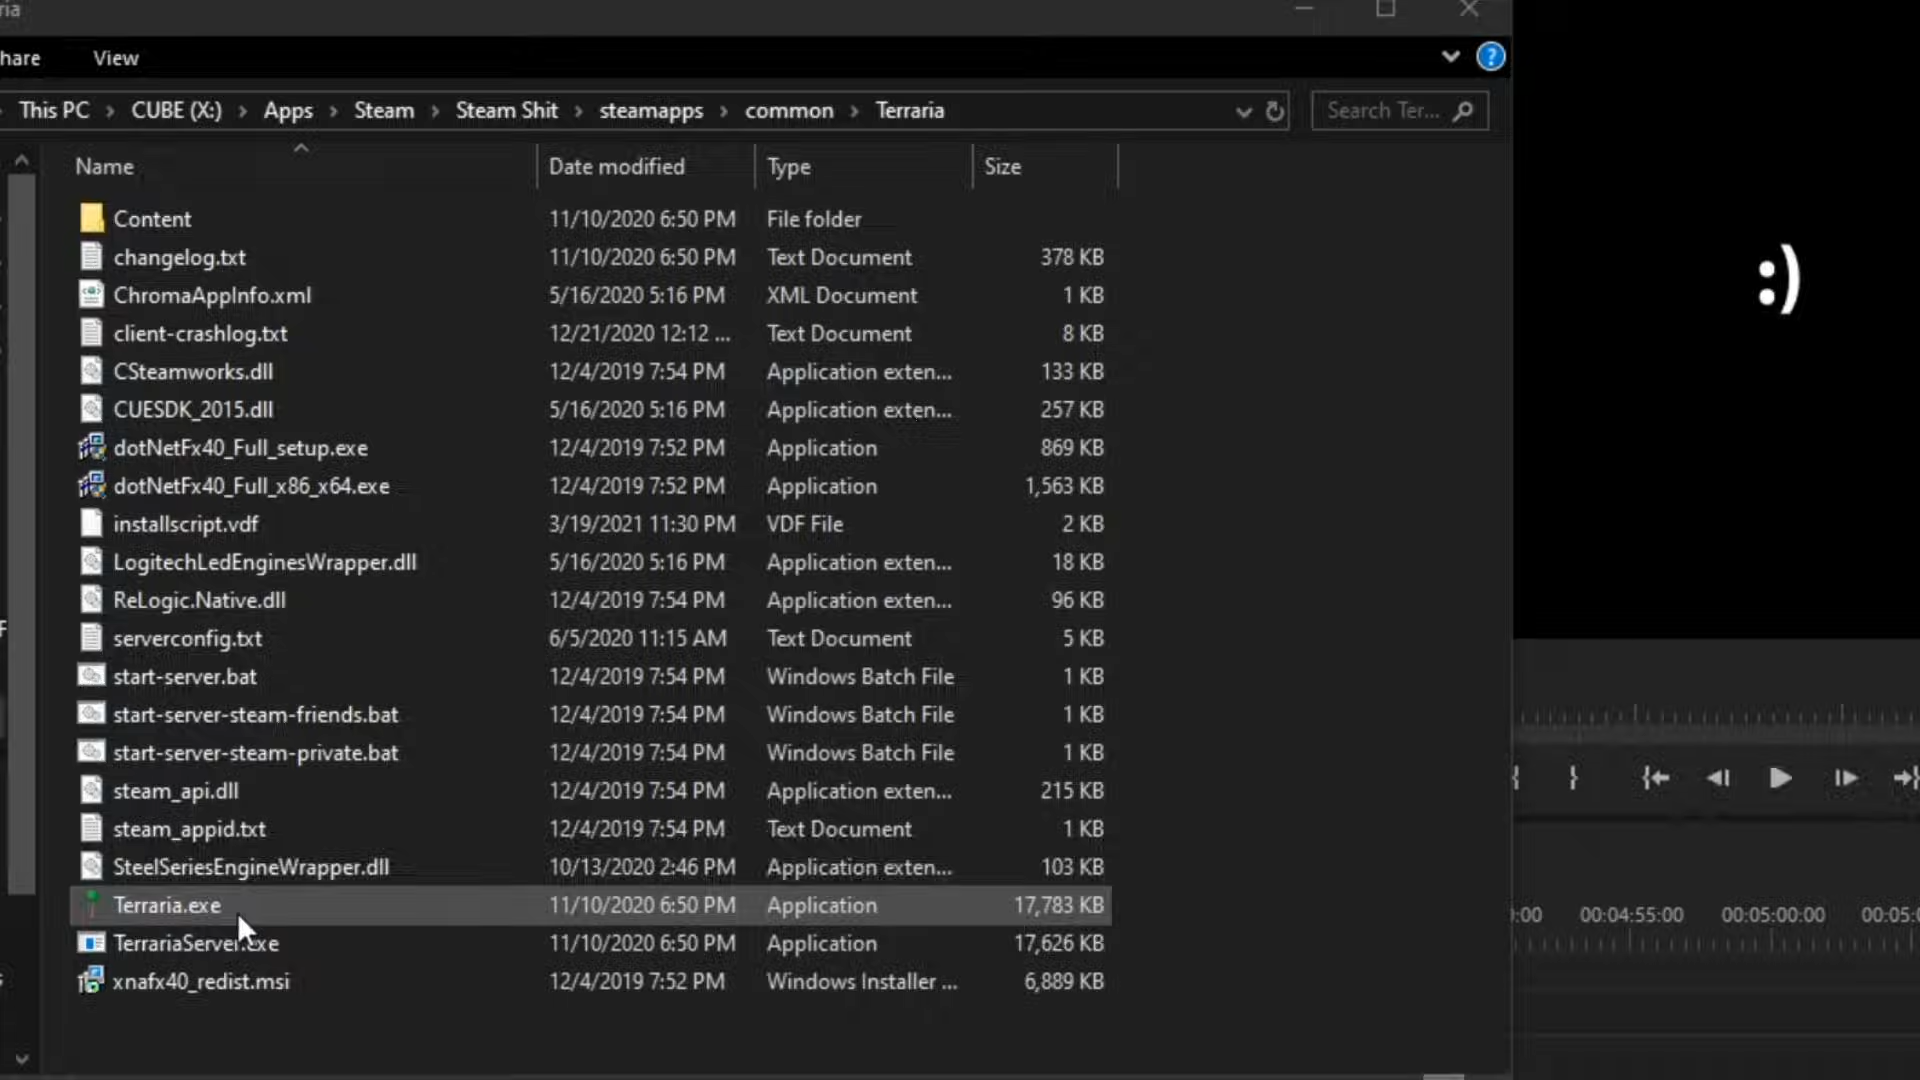 ria
hare View
?
This PC > CUBE (X:) > Apps > Steam > Steam Shit > steamapps > common > Terraria
Search Ter...
Name Date modified Type Size
Content 11/10/2020 6:50 PM File folder
changelog.txt 11/10/2020 6:50 PM Text Document 378 KB
ChromaAppInfo.xml 5/16/2020 5:16 PM XML Document 1 KB
client-crashlog.txt 12/21/2020 12:12 ... Text Document 8 KB
CSteamworks.dll 12/4/2019 7:54 PM Application exten... 133 KB
CUESDK_2015.dll 5/16/2020 5:16 PM Application exten... 257 KB
dotNetFx40_Full_setup.exe 12/4/2019 7:52 PM Application 869 KB
dotNetFx40_Full_x86_x64.exe 12/4/2019 7:52 PM Application 1,563 KB
installscript.vdf 3/19/2021 11:30 PM VDF File 2 KB
LogitechLedEnginesWrapper.dll 5/16/2020 5:16 PM Application exten... 18 KB
ReLogic.Native.dll 12/4/2019 7:54 PM Application exten... 96 KB
serverconfig.txt 6/5/2020 11:15 AM Text Document 5 KB
start-server.bat 12/4/2019 7:54 PM Windows Batch File 1 KB
start-server-steam-friends.bat 12/4/2019 7:54 PM Windows Batch File 1 KB
start-server-steam-private.bat 12/4/2019 7:54 PM Windows Batch File 1 KB
steam_api.dll 12/4/2019 7:54 PM Application exten... 215 KB
steam_appid.txt 12/4/2019 7:54 PM Text Document 1 KB
SteelSeriesEngineWrapper.dll 10/13/2020 2:46 PM Application exten... 103 KB
Terraria.exe 11/10/2020 6:50 PM Application 17,783 KB
TerrariaServer.exe 11/10/2020 6:50 PM Application 17,626 KB
xnafx40_redist.msi 12/4/2019 7:52 PM Windows Installer ... 6,889 KB
:)
:00 00:04:55:00 00:05:00:00 00:05: